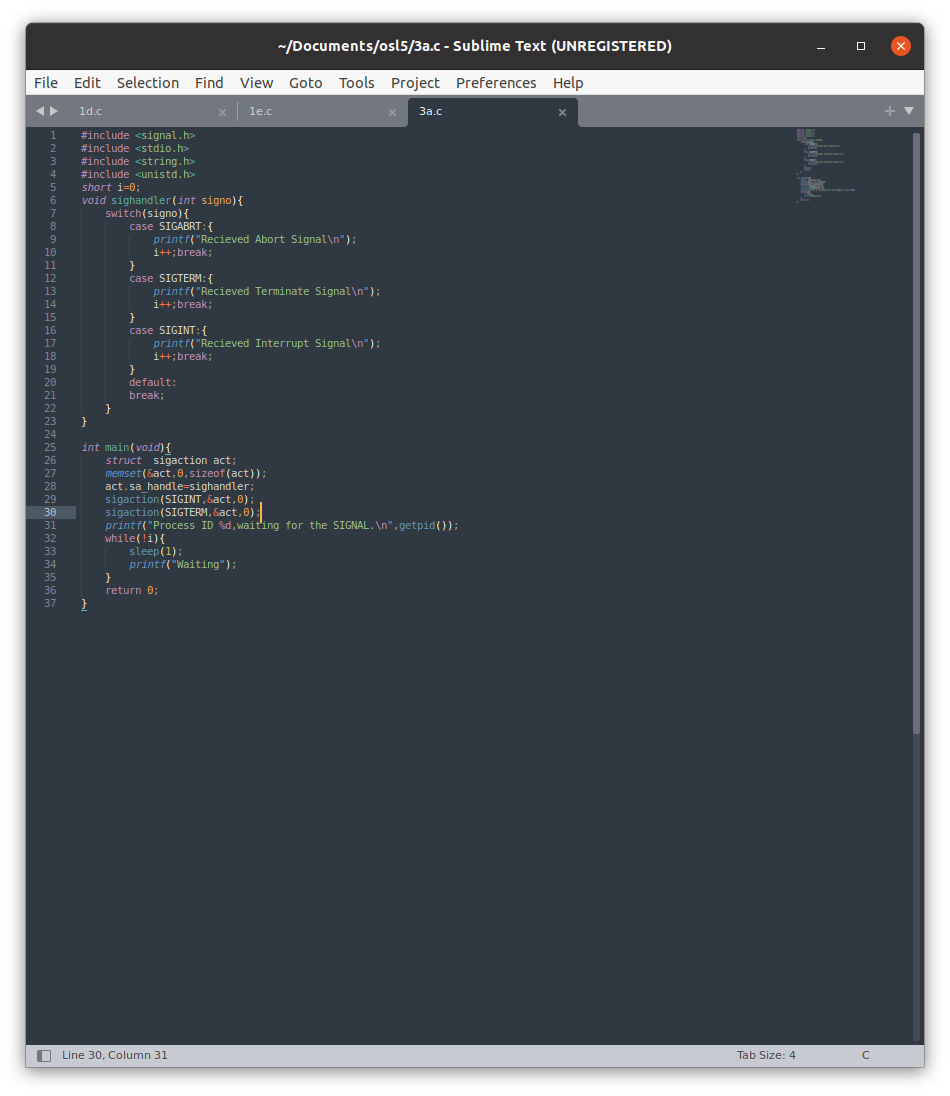 ~/Documents/osl5/3a.c - Sublime Text (UNREGISTERED)
File Edit Selection Find View Goto Tools Project Preferences Help
1d.c 1e.c 3a.c
1 #include <signal.h>
2 #include <stdio.h>
3 #include <string.h>
4 #include <unistd.h>
5 short i=0;
6 void sighandler(int signo){
7     switch(signo){
8         case SIGABRT:{
9             printf("Recieved Abort Signal\n");
10             i++;break;
11         }
12         case SIGTERM:{
13             printf("Recieved Terminate Signal\n");
14             i++;break;
15         }
16         case SIGINT:{
17             printf("Recieved Interrupt Signal\n");
18             i++;break;
19         }
20         default:
21         break;
22     }
23 }
24
25 int main(void){
26     struct  sigaction act;
27     memset(&act,0,sizeof(act));
28     act.sa_handle=sighandler;
29     sigaction(SIGINT,&act,0);
30     sigaction(SIGTERM,&act,0);
31     printf("Process ID %d,waiting for the SIGNAL.\n",getpid());
32     while(!i){
33         sleep(1);
34         printf("Waiting");
35     }
36     return 0;
37 }
Line 30, Column 31 Tab Size: 4 C